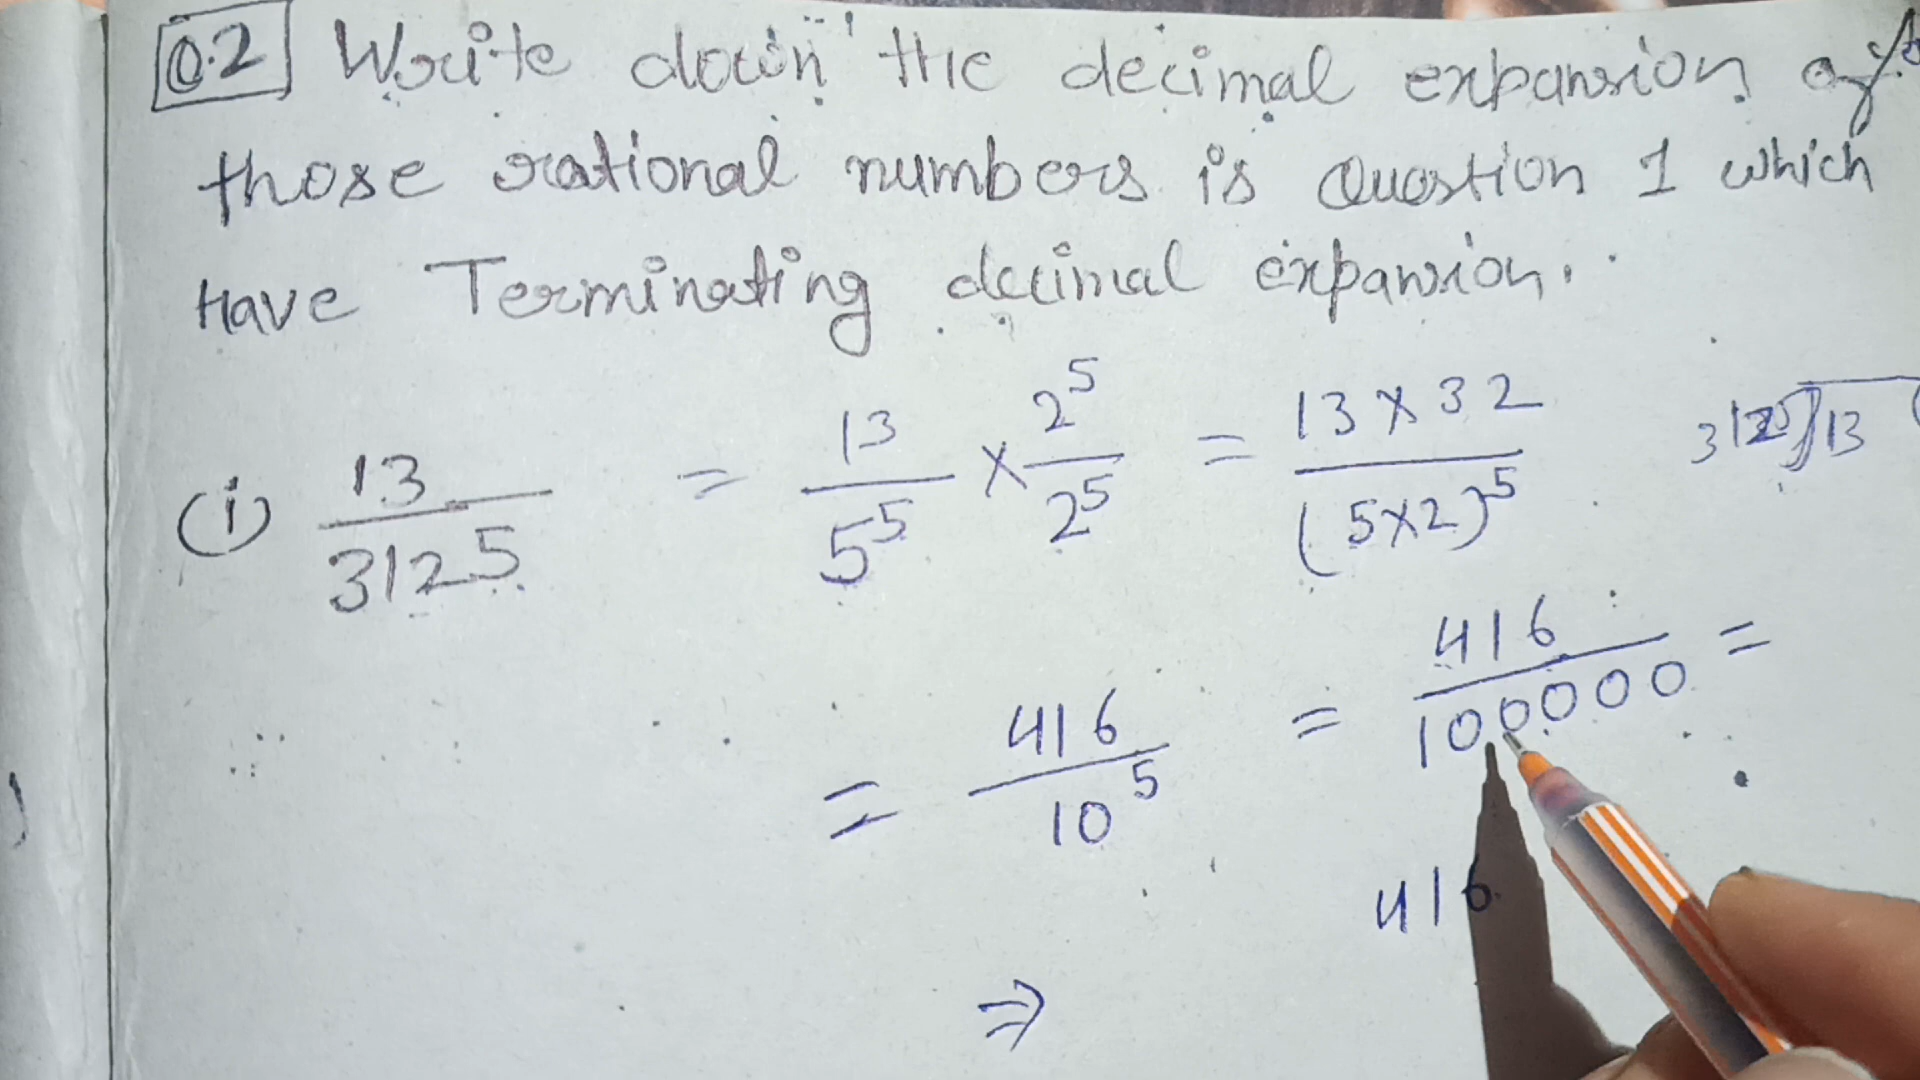 Q.2 Write down the decimal expansion of
those rational numbers is Question 1 which
Have Terminating decimal expansion.
(i) 13/3125 = 13/5^5 × 2^5/2^5 = 13×32/(5×2)^5
3125)13(
= 416/10^5 = 416/100000 =
416
⇒